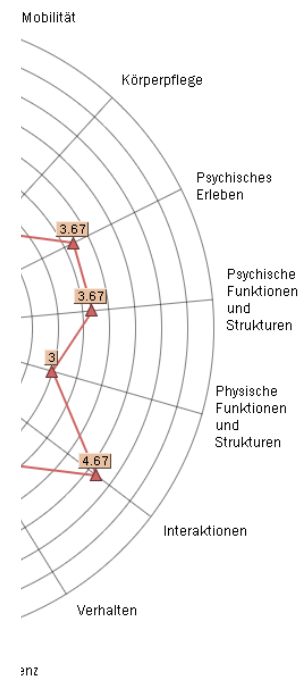 Mobilität
Körperpflege
Psychisches
Erleben
3.67
Psychische
Funktionen
und
Strukturen
3.67
3
Physische
Funktionen
und
Strukturen
4.67
Interaktionen
Verhalten
enz